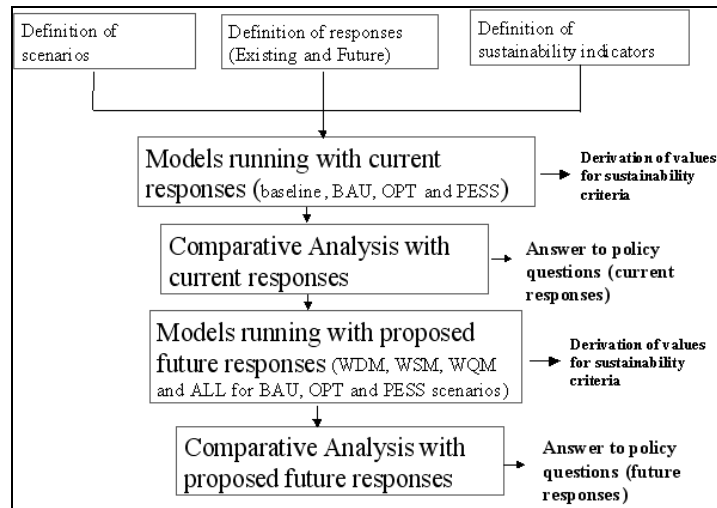 Definition of
scenarios
Definition of responses
(Existing and Future)
Definition of
sustainability indicators
Models running with current
responses (baseline, BAU, OPT and PESS)
Derivation of values
for sustainability
criteria
Comparative Analysis with
current responses
Answer to policy
questions (current
responses)
Models running with proposed
future responses (WDM, WSM, WQM
and ALL for BAU, OPT and PESS scenarios)
Derivation of values
for sustainability
criteria
Comparative Analysis with
proposed future responses
Answer to policy
questions (future
responses)